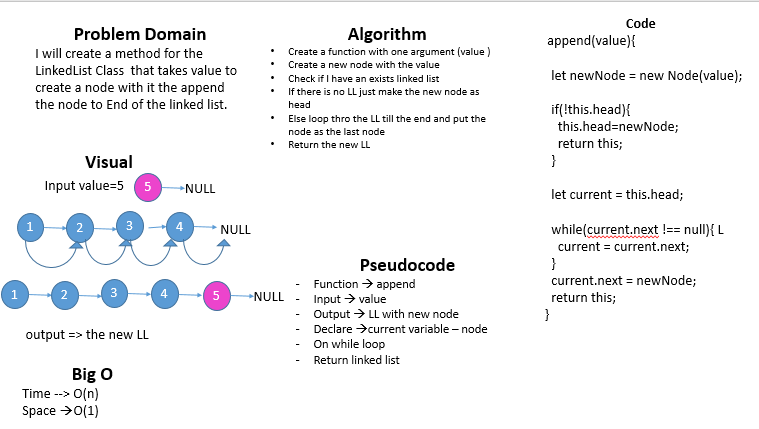 Problem Domain
I will create a method for the
LinkedList Class that takes value to
create a node with it the append
the node to End of the linked list.
Visual
Input value=5
5
NULL
1
2
3
4
NULL
1
2
3
4
5
NULL
output => the new LL
Big O
Time --> O(n)
Space →O(1)
Algorithm
• Create a function with one argument (value )
• Create a new node with the value
• Check if I have an exists linked list
• If there is no LL just make the new node as
head
• Else loop thro the LL till the end and put the
node as the last node
• Return the new LL
Pseudocode
- Function → append
- Input → value
- Output → LL with new node
- Declare →current variable – node
- On while loop
- Return linked list
Code
append(value){
let newNode = new Node(value);
if(!this.head){
this.head=newNode;
return this;
}
let current = this.head;
while(current.next !== null){ L
current = current.next;
}
current.next = newNode;
return this;
}